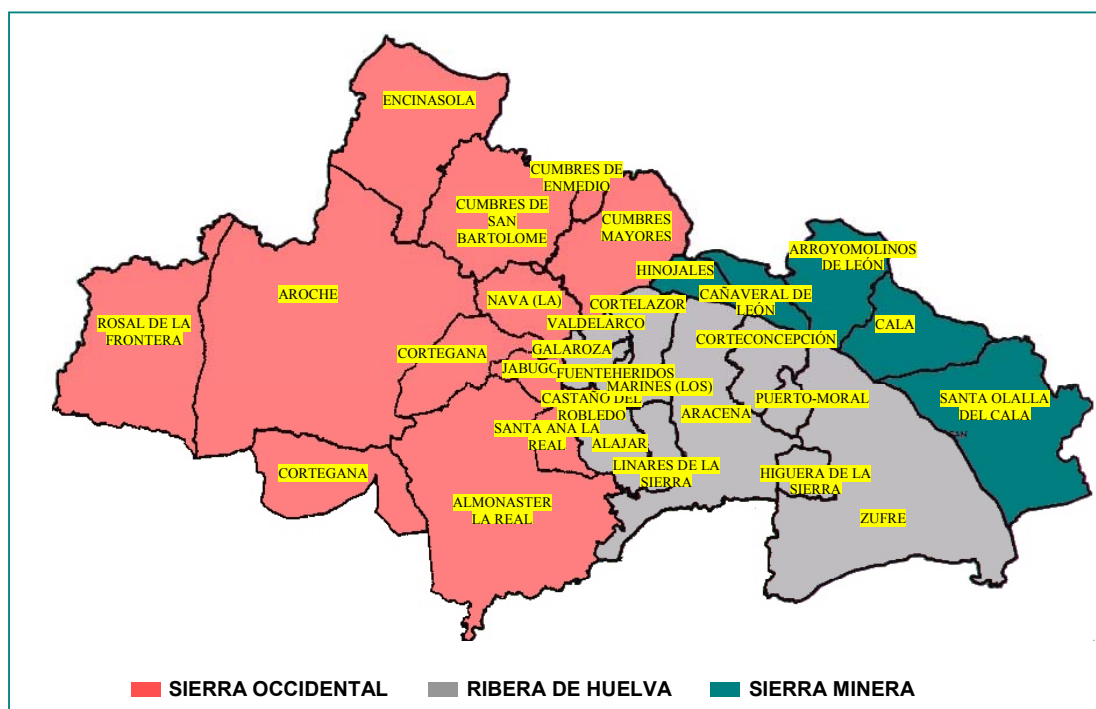 ENCINASOLA
CUMBRES DE
ENMEDIO
CUMBRES DE
SAN
BARTOLOME
CUMBRES
MAYORES
ARROYOMOLINOS
DE LEÓN
HINOJALES
CAÑAVERAL DE
LEÓN
AROCHE
NAVA (LA)
CORTELAZOR
ROSAL DE LA
FRONTERA
VALDELARCO
CALA
CORTECONCEPCIÓN
CORTEGANA
GALAROZA
JABUGO
FUENTEHERIDOS
MARINES (LOS)
CASTAÑO DEL
ROBLEDO
PUERTO-MORAL
SANTA OLALLA
DEL CALA
ARACENA
SANTA ANA LA
REAL
ALAJAR
SAN
LINARES DE LA
SIERRA
HIGUERA DE LA
SIERRA
CORTEGANA
ALMONASTER
LA REAL
ZUFRE
SIERRA OCCIDENTAL
RIBERA DE HUELVA
SIERRA MINERA